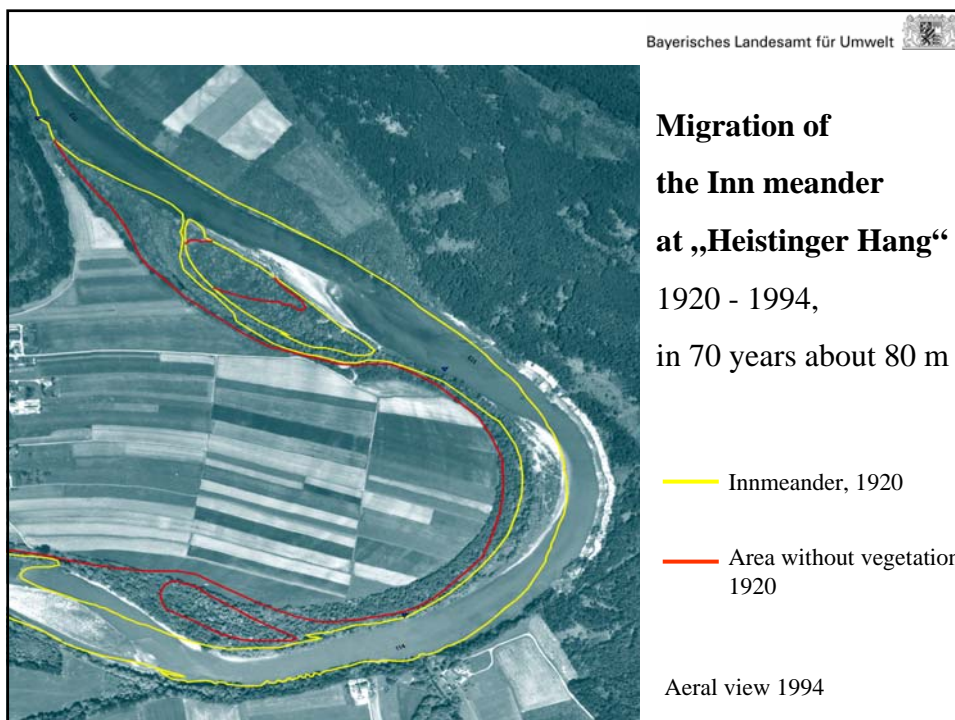 Bayerisches Landesamt für Umwelt
Migration of
the Inn meander
at „Heistinger Hang“
1920 - 1994,
in 70 years about 80 m
Innmeander, 1920
Area without vegetation
1920
Aeral view 1994
114